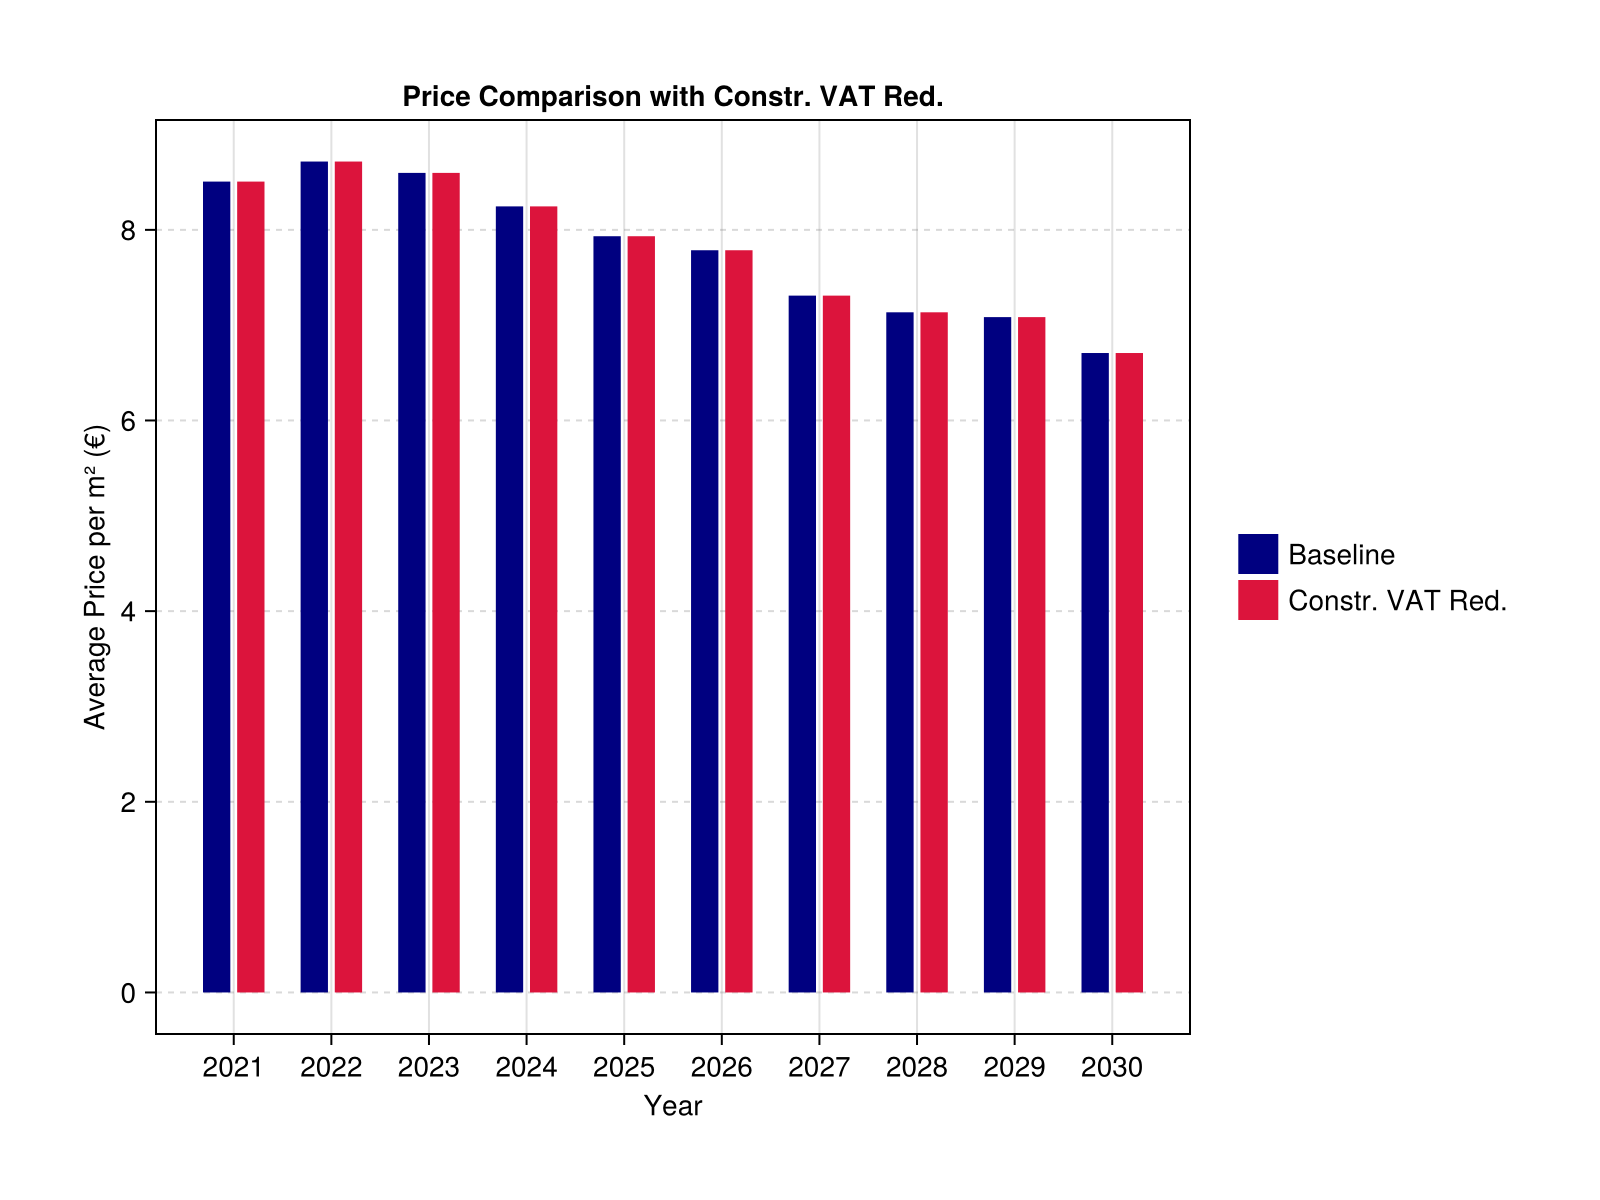 Price Comparison with Constr. VAT Red.
Average Price per m² (€)
8
6
4
2
0
2021 2022 2023 2024 2025 2026 2027 2028 2029 2030
Year
Baseline
Constr. VAT Red.